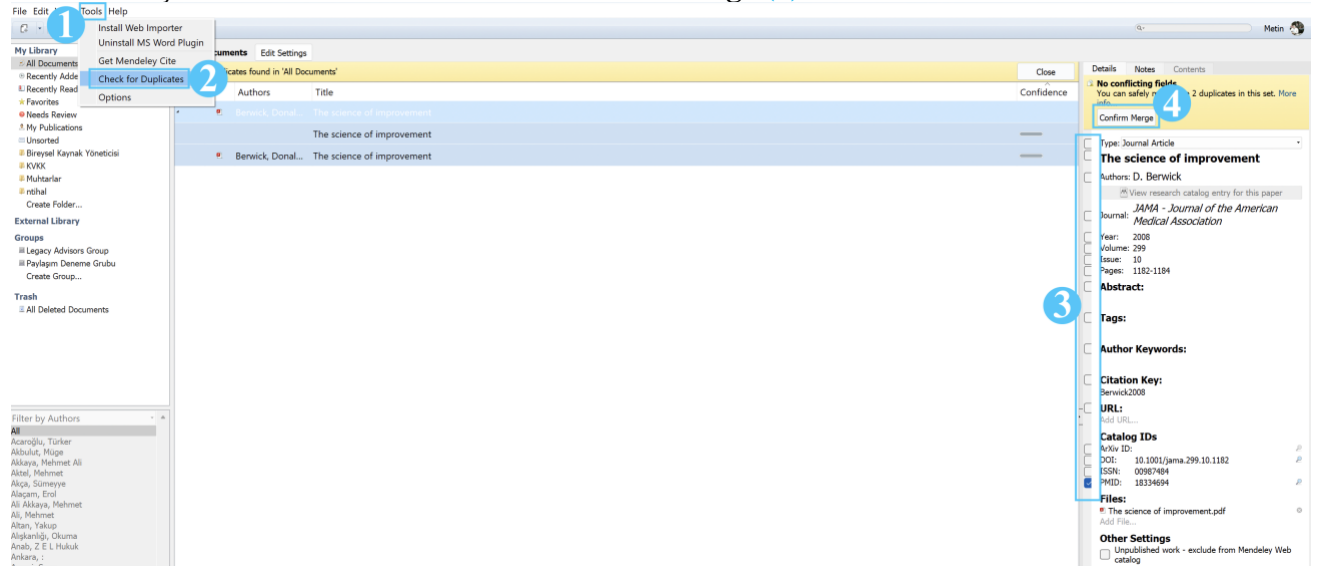 File Edit Tools Help
1
Install Web Importer
Uninstall MS Word Plugin
Get Mendeley Cite
Check for Duplicates
2
Options
Metin
My Library
All Documents
Recently Adde
Recently Read
Favorites
Needs Review
My Publications
Unsorted
Bireysel Kaynak Yöneticisi
KVKK
Muhtarlar
ntihal
Create Folder...
External Library
Groups
Legacy Advisors Group
Paylaşım Deneme Grubu
Create Group...
Trash
All Deleted Documents
Filter by Authors
All
Acaroğlu, Türker
Akbulut, Müge
Akkaya, Mehmet Ali
Aktel, Mehmet
Akça, Sümeyye
Alaçam, Erol
Ali Akkaya, Mehmet
Ali, Mehmet
Altan, Yakup
Alışkanlığı, Okuma
Anab, Z E L Hukuk
Ankara, :
cuments Edit Settings
cates found in 'All Documents' Close
Authors Title Confidence
Berwick, Donal... The science of improvement
The science of improvement
Berwick, Donal... The science of improvement
Details Notes Contents
No conflicting fields
You can safely 2 duplicates in this set. More
info
Confirm Merge
4
3
Type: Journal Article
The science of improvement
Authors: D. Berwick
View research catalog entry for this paper
Journal: JAMA - Journal of the American
Medical Association
Year: 2008
Volume: 299
Issue: 10
Pages: 1182-1184
Abstract:
Tags:
Author Keywords:
Citation Key:
Berwick2008
URL:
Add URL...
Catalog IDs
ArXiv ID:
DOI: 10.1001/jama.299.10.1182
ISSN: 00987484
PMID: 18334694
Files:
The science of improvement.pdf
Add File...
Other Settings
Unpublished work - exclude from Mendeley Web
catalog